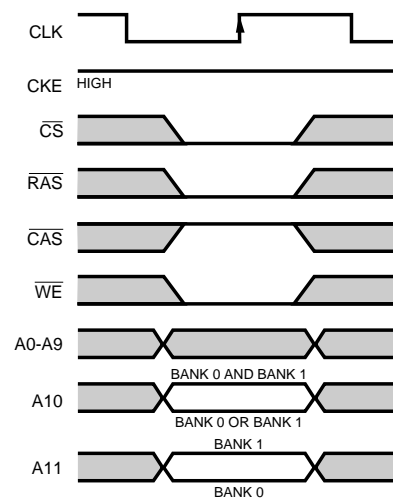 CLK
CKE HIGH
CS
RAS
CAS
WE
A0-A9
BANK 0 AND BANK 1
A10
BANK 0 OR BANK 1
BANK 1
A11
BANK 0